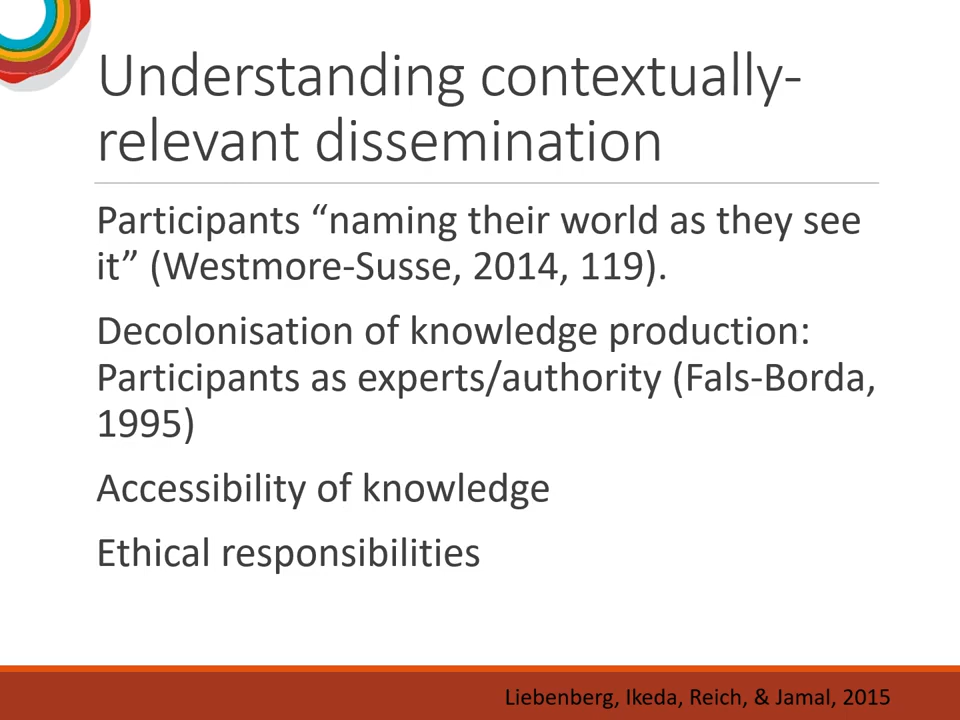 Understanding contextually-
relevant dissemination
Participants “naming their world as they see
it” (Westmore-Susse, 2014, 119).
Decolonisation of knowledge production:
Participants as experts/authority (Fals-Borda,
1995)
Accessibility of knowledge
Ethical responsibilities
Liebenberg, Ikeda, Reich, & Jamal, 2015